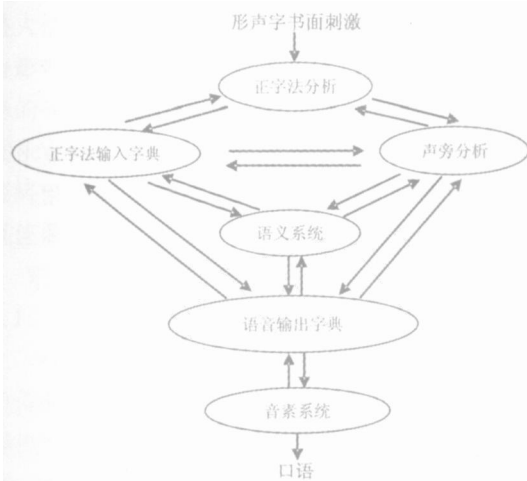 形声字书面刺激
正字法分析
正字法输入字典
声旁分析
语义系统
语音输出字典
音素系统
口语